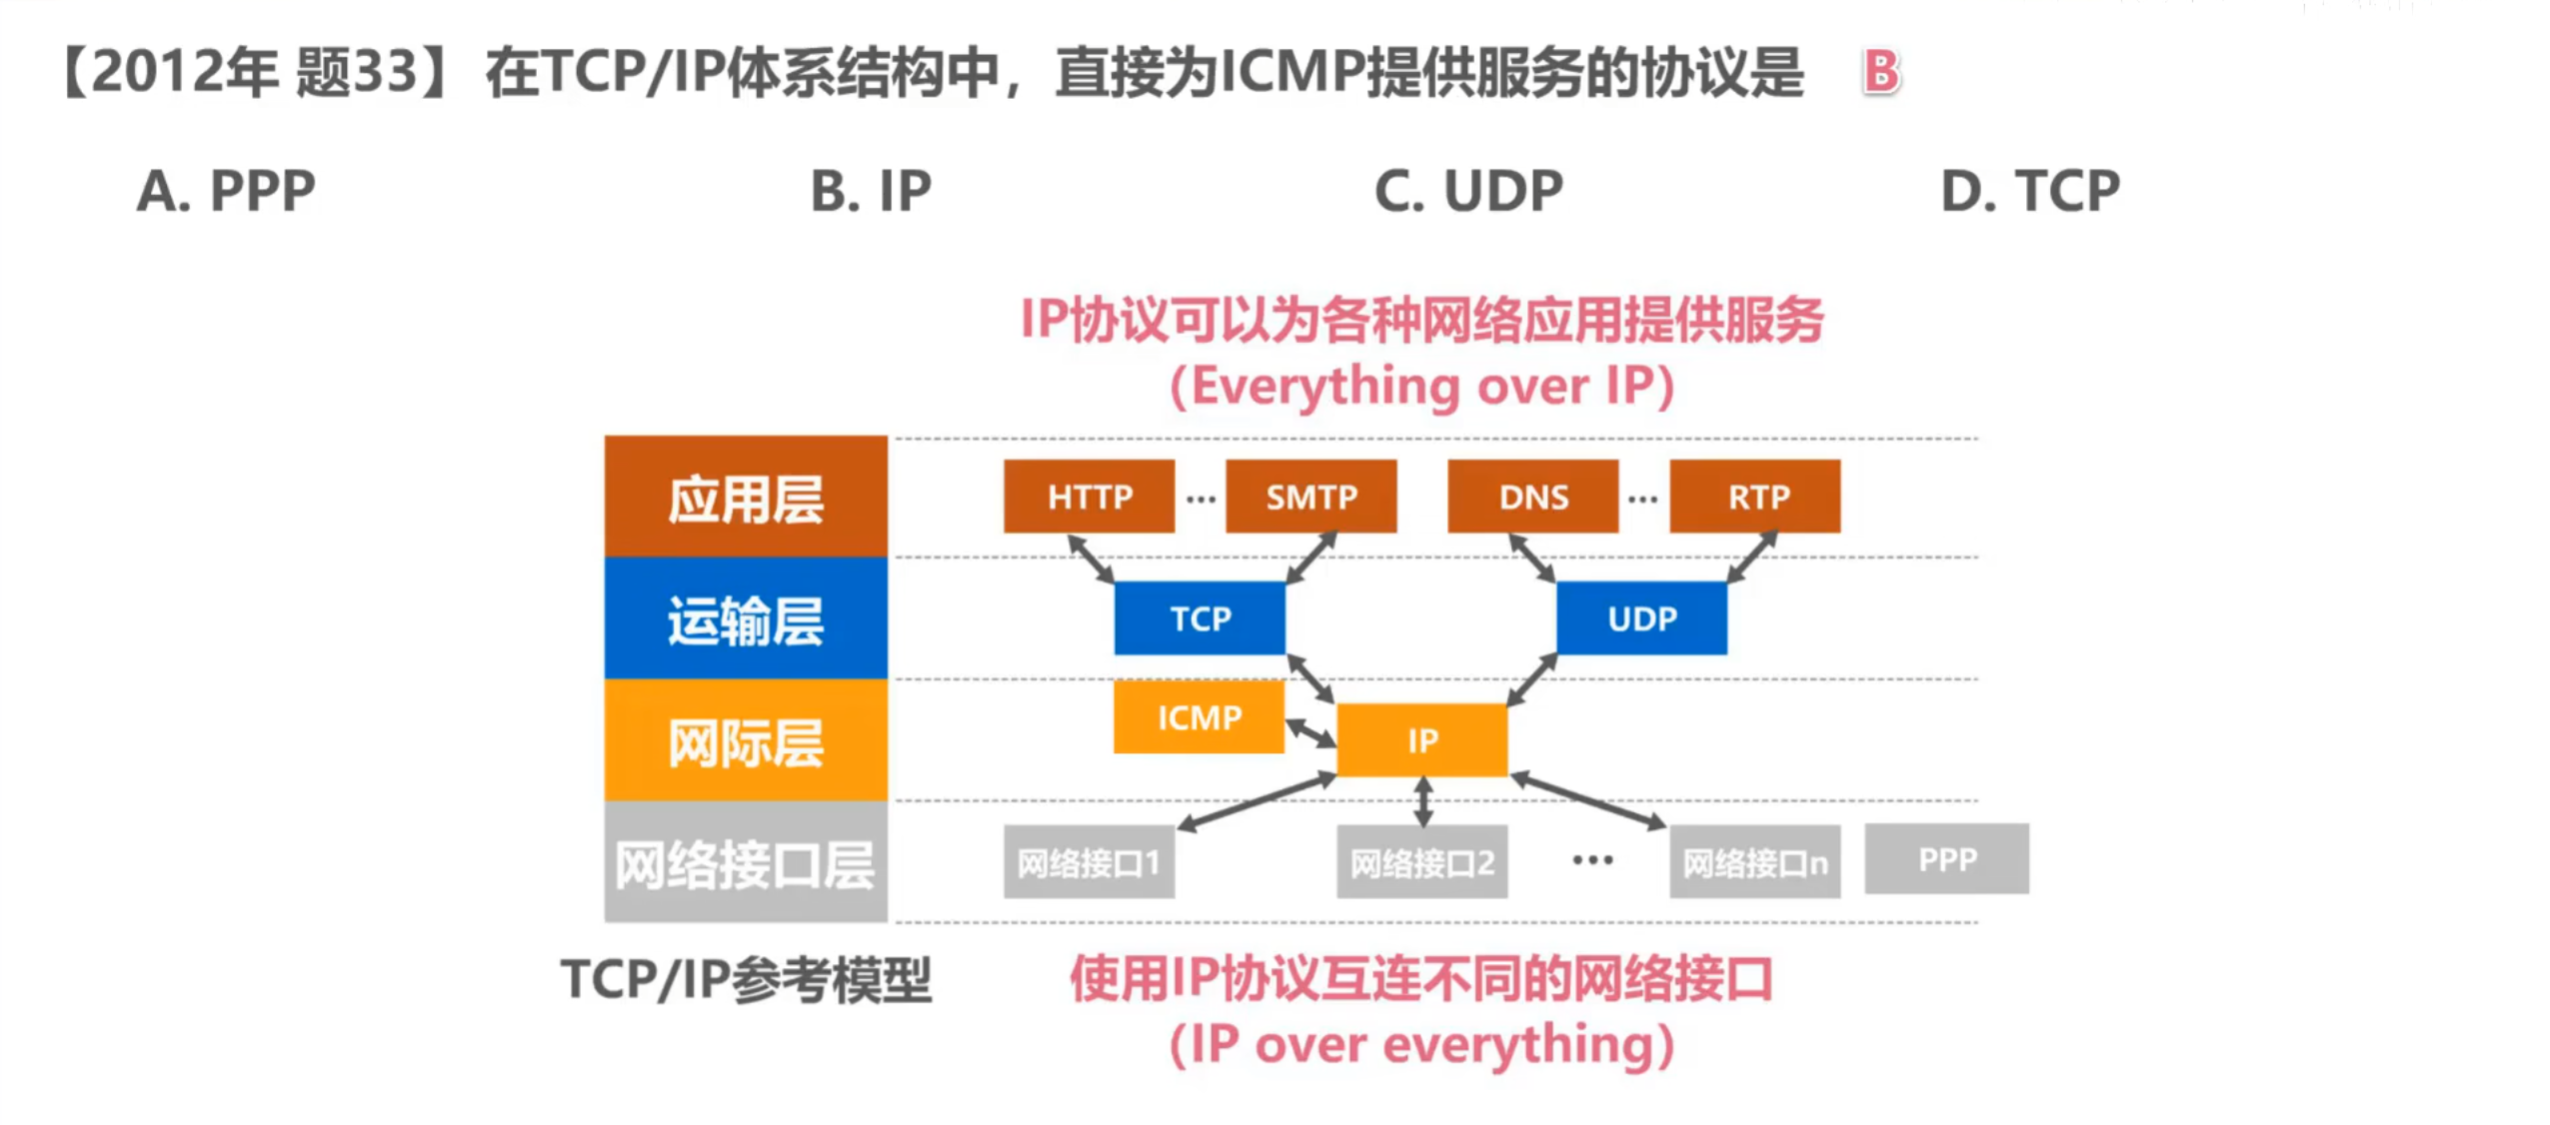 【2012年 题33】在TCP/IP体系结构中，直接为ICMP提供服务的协议是 B
A. PPP B. IP C. UDP D. TCP
IP协议可以为各种网络应用提供服务
（Everything over IP）
应用层 HTTP ··· SMTP DNS ··· RTP
运输层 TCP UDP
网际层 ICMP IP
网络接口层 网络接口1 网络接口2 ··· 网络接口n PPP
TCP/IP参考模型 使用IP协议互连不同的网络接口
（IP over everything）